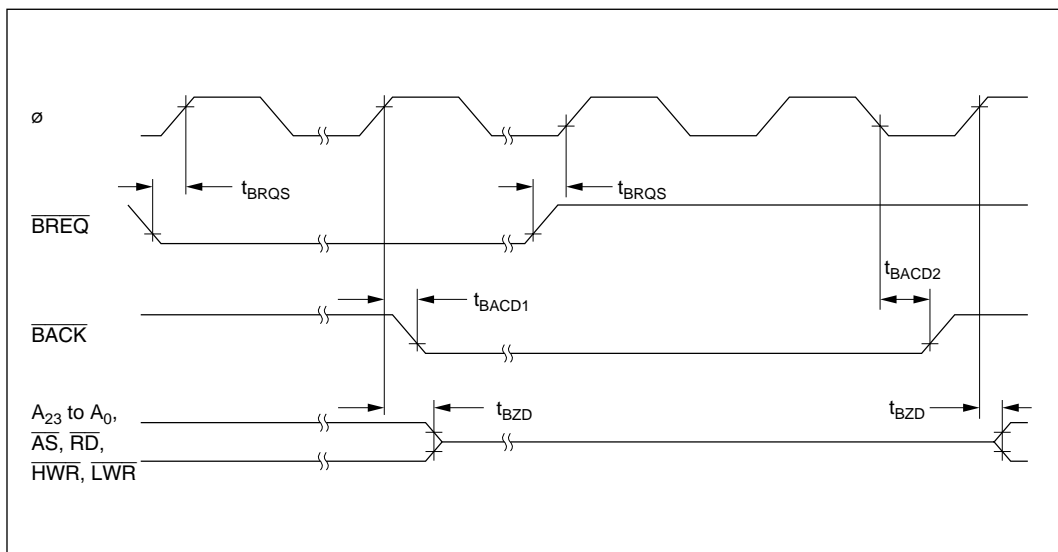 ø
tBRQS
tBRQS
BREQ
tBACD2
tBACD1
BACK
A23 to A0,
AS, RD,
HWR, LWR
tBZD
tBZD